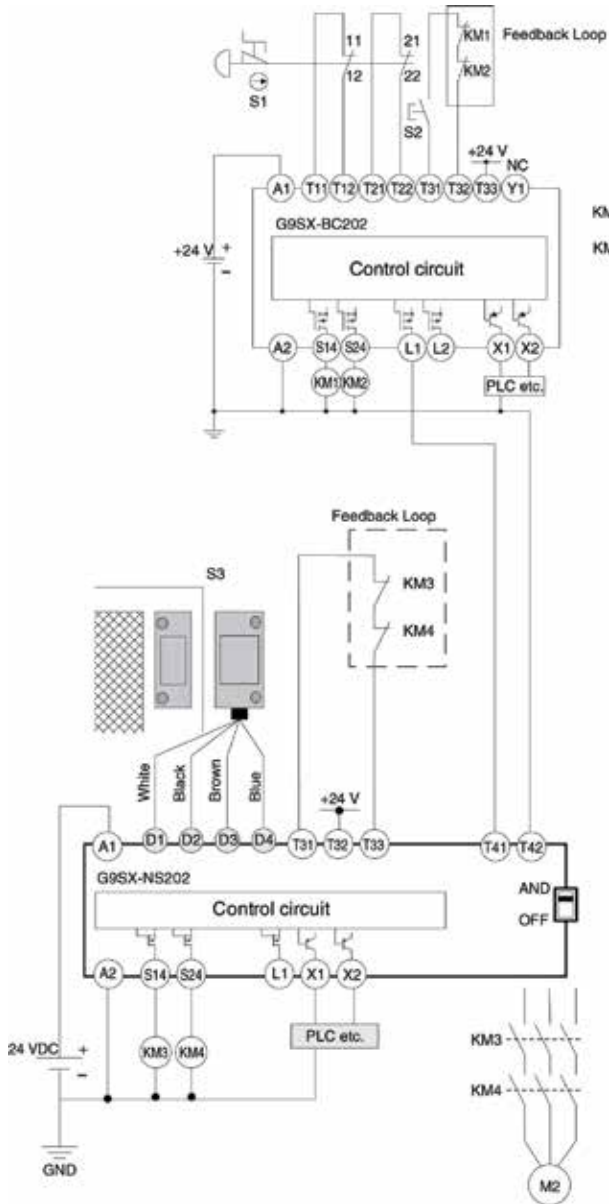 11 21
KM1 Feedback Loop
12 22
KM2
S1
S2
+24 V
NC
A1 T11 T12 T21 T22 T31 T32 T33 Y1
G9SX-BC202
+24 V + −
Control circuit
A2 S14 S24 L1 L2 X1 X2
KM1 KM2 PLC etc.
Feedback Loop
S3
KM3
KM4
White Black Brown Blue
+24 V
A1 D1 D2 D3 D4 T31 T32 T33 T41 T42
G9SX-NS202
AND
Control circuit
OFF
A2 S14 S24 L1 X1 X2
PLC etc.
24 VDC + −
KM3 KM4
KM3
KM4
GND
M2